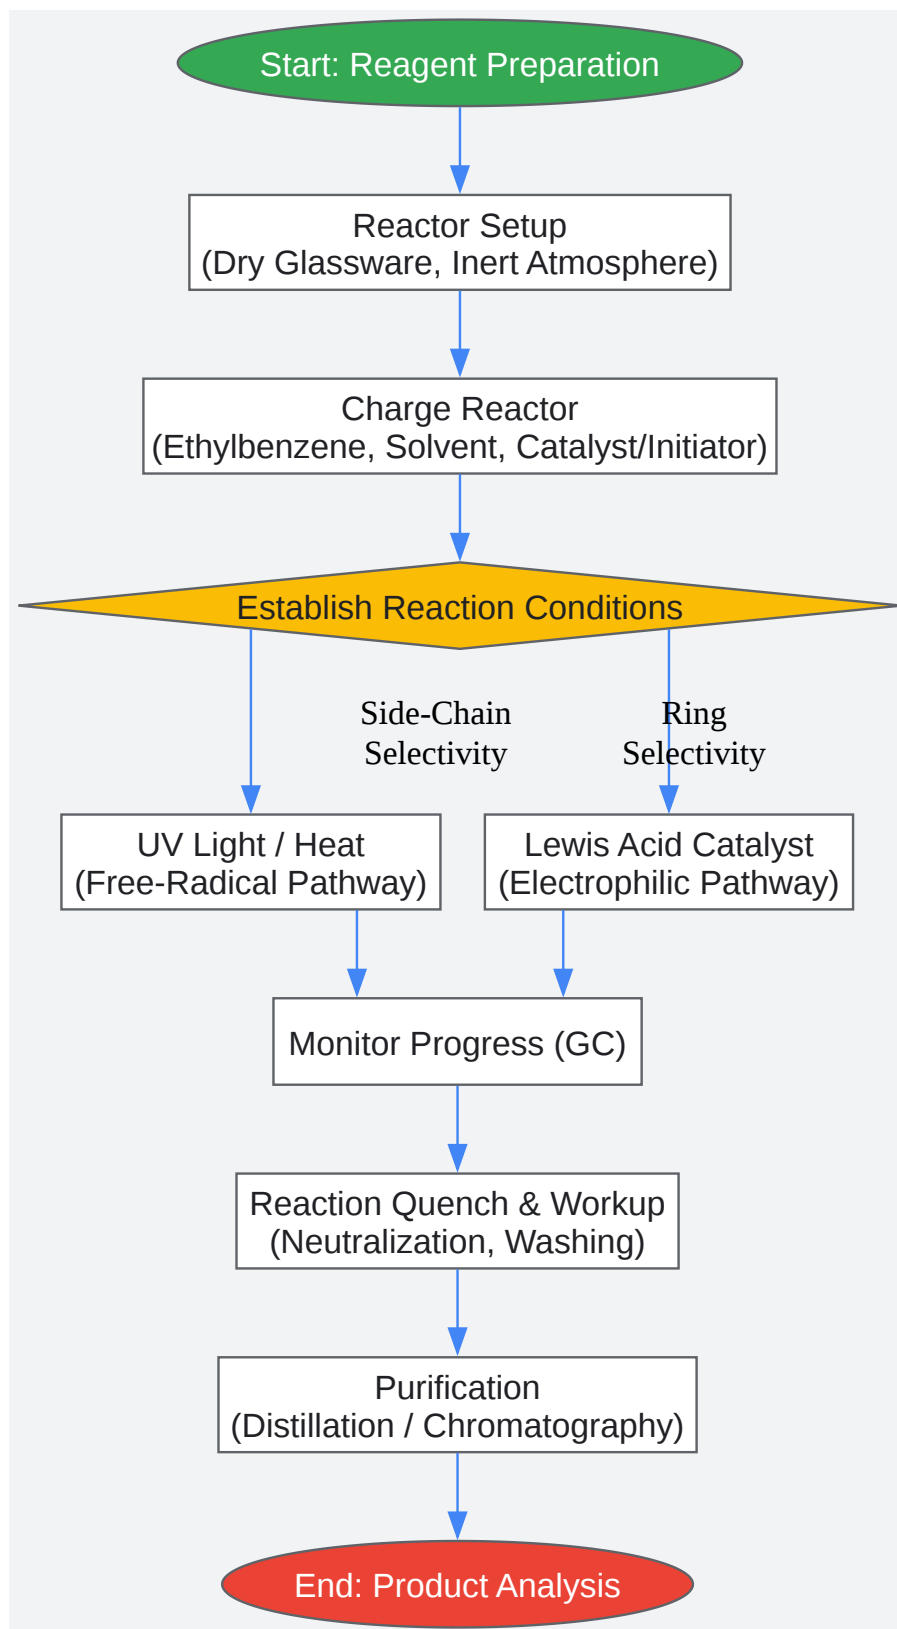 Start: Reagent Preparation
Reactor Setup
(Dry Glassware, Inert Atmosphere)
Charge Reactor
(Ethylbenzene, Solvent, Catalyst/Initiator)
Establish Reaction Conditions
Side-Chain
Selectivity
Ring
Selectivity
UV Light / Heat
(Free-Radical Pathway)
Lewis Acid Catalyst
(Electrophilic Pathway)
Monitor Progress (GC)
Reaction Quench & Workup
(Neutralization, Washing)
Purification
(Distillation / Chromatography)
End: Product Analysis